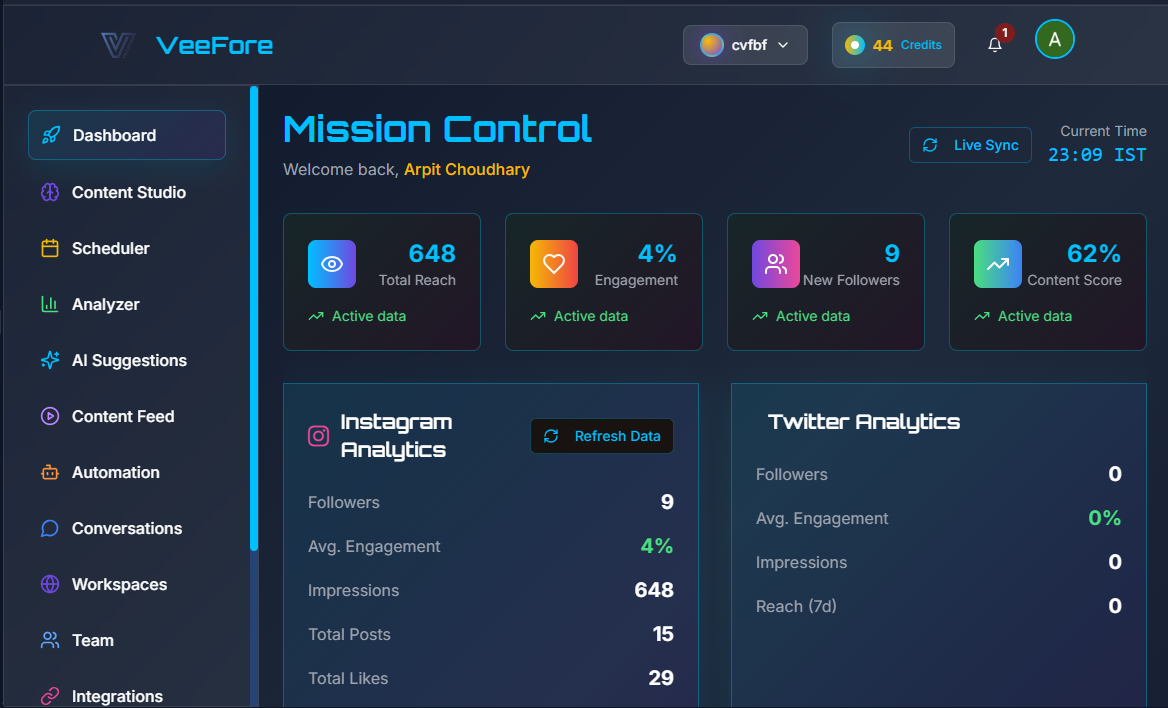 VeeFore
cvfbf
44 Credits
1
A
Dashboard
Content Studio
Scheduler
Analyzer
AI Suggestions
Content Feed
Automation
Conversations
Workspaces
Team
Integrations
Mission Control
Welcome back, Arpit Choudhary
Live Sync
Current Time
23:09 IST
648
Total Reach
Active data
4%
Engagement
Active data
9
New Followers
Active data
62%
Content Score
Active data
Instagram
Analytics
Refresh Data
Followers 9
Avg. Engagement 4%
Impressions 648
Total Posts 15
Total Likes 29
Twitter Analytics
Followers 0
Avg. Engagement 0%
Impressions 0
Reach (7d) 0